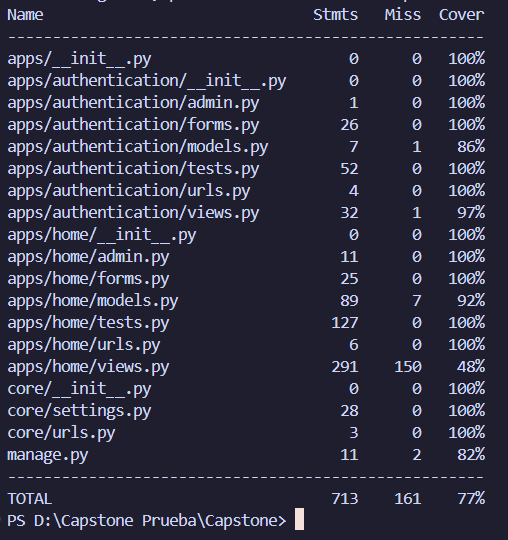 Name Stmts Miss Cover
-----------------------------------------------------
apps/__init__.py 0 0 100%
apps/authentication/__init__.py 0 0 100%
apps/authentication/admin.py 1 0 100%
apps/authentication/forms.py 26 0 100%
apps/authentication/models.py 7 1 86%
apps/authentication/tests.py 52 0 100%
apps/authentication/urls.py 4 0 100%
apps/authentication/views.py 32 1 97%
apps/home/__init__.py 0 0 100%
apps/home/admin.py 11 0 100%
apps/home/forms.py 25 0 100%
apps/home/models.py 89 7 92%
apps/home/tests.py 127 0 100%
apps/home/urls.py 6 0 100%
apps/home/views.py 291 150 48%
core/__init__.py 0 0 100%
core/settings.py 28 0 100%
core/urls.py 3 0 100%
manage.py 11 2 82%
-----------------------------------------------------
TOTAL 713 161 77%
PS D:\Capstone Prueba\Capstone>